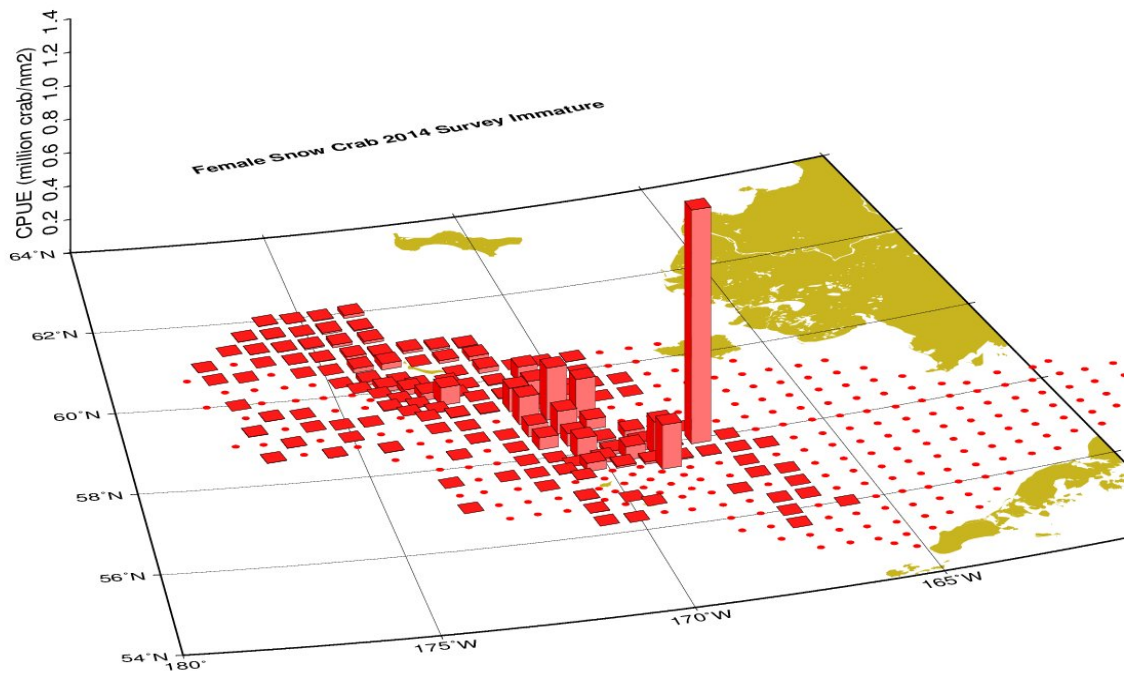 CPUE (million crab/nm2)
1.4
1.2
1.0
0.8
0.6
0.4
0.2
Female Snow Crab 2014 Survey Immature
64°N
62°N
60°N
58°N
56°N
54°N
180°
175°W
170°W
165°W